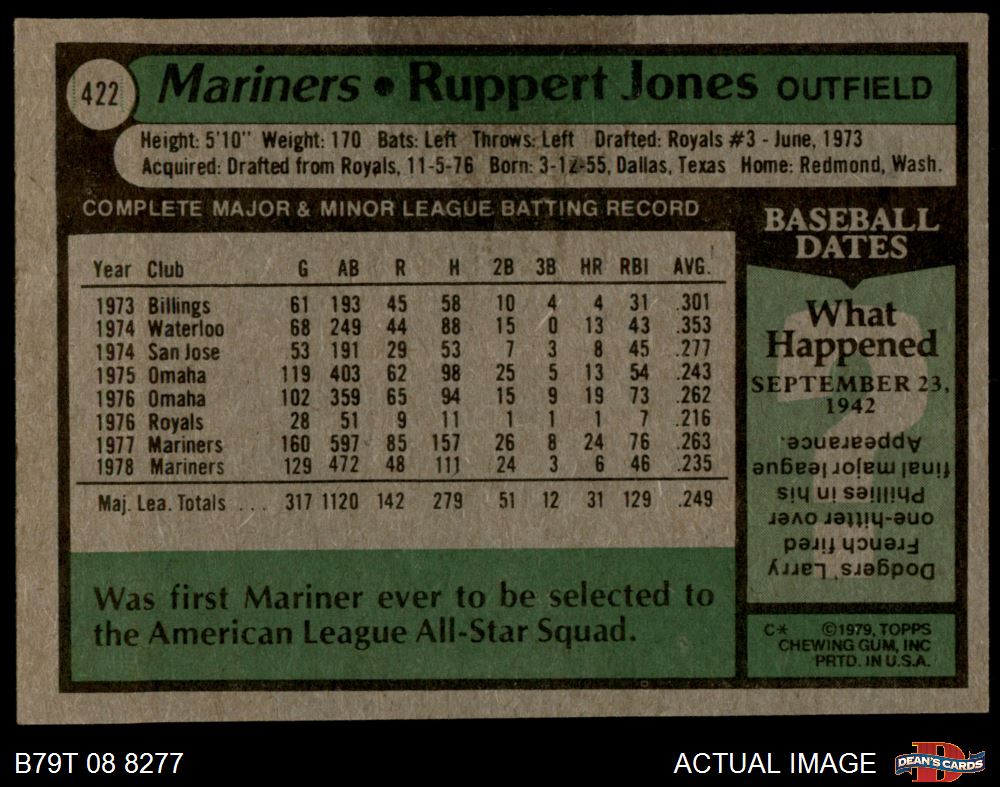 422
Mariners • Ruppert Jones OUTFIELD
Height: 5'10" Weight: 170 Bats: Left Throws: Left Drafted: Royals #3 - June, 1973
Acquired: Drafted from Royals, 11-5-76 Born: 3-12-55, Dallas, Texas Home: Redmond, Wash.
COMPLETE MAJOR & MINOR LEAGUE BATTING RECORD
Year Club G AB R H 2B 3B HR RBI AVG.
1973 Billings 61 193 45 58 10 4 4 31 .301
1974 Waterloo 68 249 44 88 15 0 13 43 .353
1974 San Jose 53 191 29 53 7 3 8 45 .277
1975 Omaha 119 403 62 98 25 5 13 54 .243
1976 Omaha 102 359 65 94 15 9 19 73 .262
1976 Royals 28 51 9 11 1 1 1 7 .216
1977 Mariners 160 597 85 157 26 8 24 76 .263
1978 Mariners 129 472 48 111 24 3 6 46 .235
Maj. Lea. Totals ... 317 1120 142 279 51 12 31 129 .249
Was first Mariner ever to be selected to
the American League All-Star Squad.
BASEBALL
DATES
What
Happened
SEPTEMBER 23,
1942
Dodgers' Larry
French fired
one-hitter over
Phillies in his
final major league
Appearance.
C* ©1979, TOPPS
CHEWING GUM, INC
PRTD. IN U.S.A.
B79T 08 8277
ACTUAL IMAGE
DEAN'S CARDS